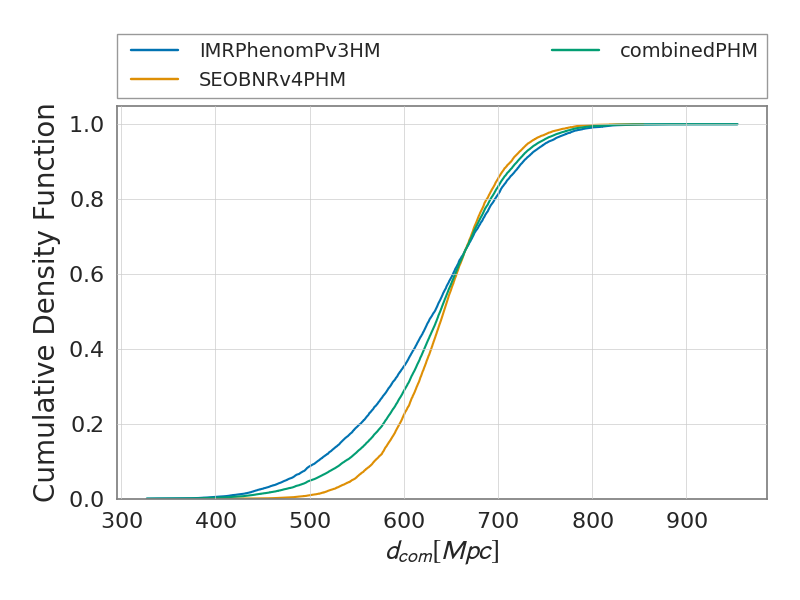 IMRPhenomPv3HM
SEOBNRv4PHM
combinedPHM
Cumulative Density Function
1.0
0.8
0.6
0.4
0.2
0.0
300 400 500 600 700 800 900
d_com [Mpc]